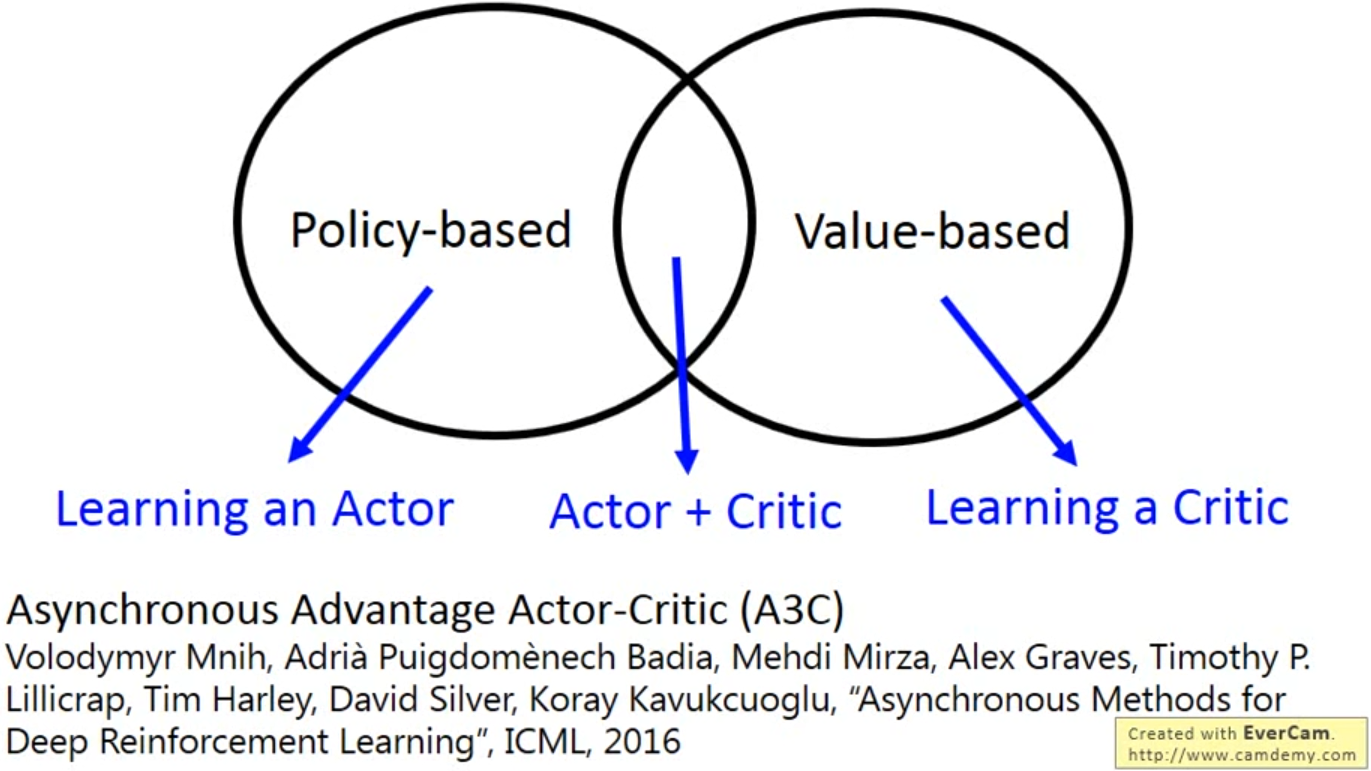 Policy-based
Value-based
Learning an Actor
Actor + Critic
Learning a Critic
Asynchronous Advantage Actor-Critic (A3C)
Volodymyr Mnih, Adrià Puigdomènech Badia, Mehdi Mirza, Alex Graves, Timothy P.
Lillicrap, Tim Harley, David Silver, Koray Kavukcuoglu, “Asynchronous Methods for
Deep Reinforcement Learning”, ICML, 2016
Created with EverCam.
http://www.camdemy.com